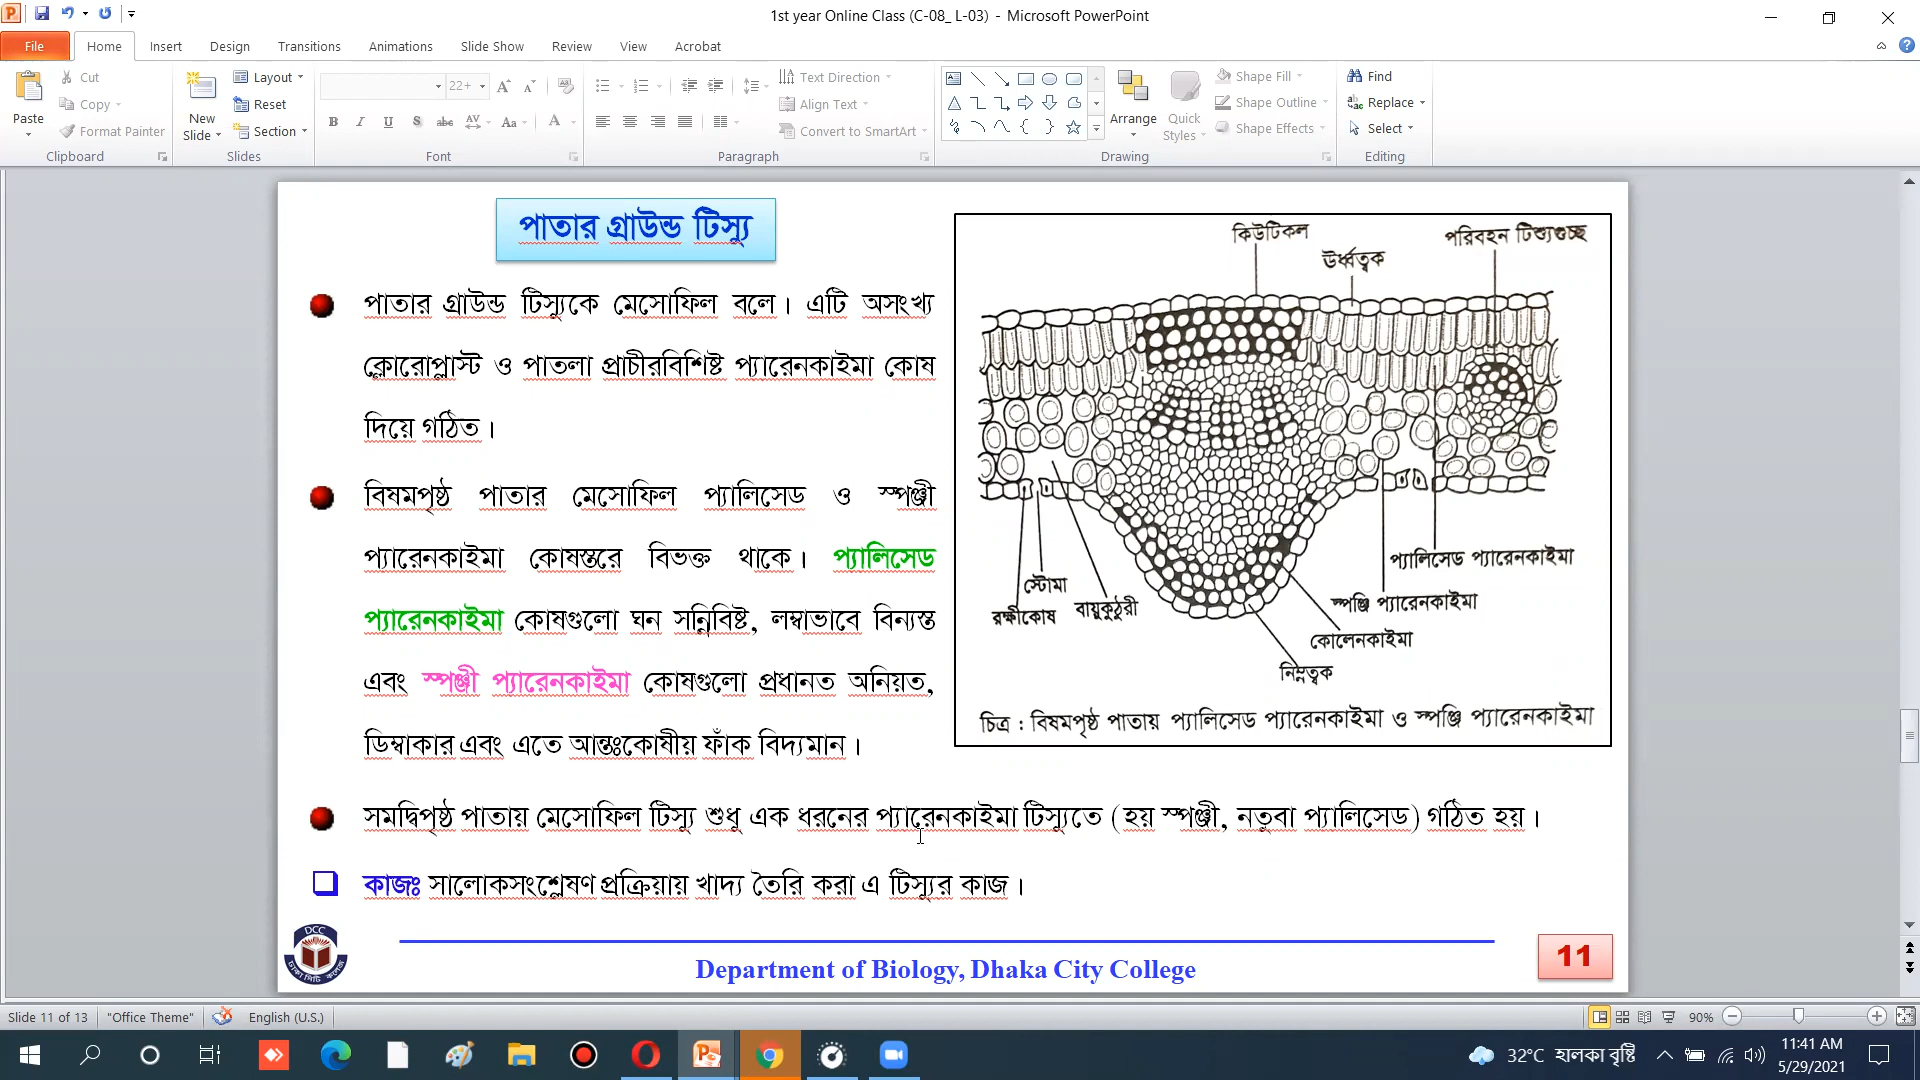 1st year Online Class (C-08_ L-03) - Microsoft PowerPoint
File Home Insert Design Transitions Animations Slide Show Review View Acrobat
Paste
Cut
Copy
Format Painter
Clipboard
New Slide
Layout
Reset
Section
Slides
22+
Font
Text Direction
Align Text
Convert to SmartArt
Paragraph
Arrange
Quick Styles
Shape Fill
Shape Outline
Shape Effects
Drawing
Find
Replace
Select
Editing
পাতার গ্রাউন্ড টিস্যু
পাতার গ্রাউন্ড টিস্যুকে মেসোফিল বলে। এটি অসংখ্য
ক্লোরোপ্লাস্ট ও পাতলা প্রাচীরবিশিষ্ট প্যারেনকাইমা কোষ
দিয়ে গঠিত।
বিষমপৃষ্ঠ পাতার মেসোফিল প্যালিসেড ও স্পঞ্জী
প্যারেনকাইমা কোষস্তরে বিভক্ত থাকে। প্যালিসেড
প্যারেনকাইমা কোষগুলো ঘন সন্নিবিষ্ট, লম্বাভাবে বিন্যস্ত
এবং স্পঞ্জী প্যারেনকাইমা কোষগুলো প্রধানত অনিয়ত,
ডিম্বাকার এবং এতে আন্তঃকোষীয় ফাঁক বিদ্যমান।
কিউটিকল
ঊর্ধ্বত্বক
পরিবহন টিশ্যুগুচ্ছ
প্যালিসেড প্যারেনকাইমা
স্টোমা
স্পঞ্জি প্যারেনকাইমা
রক্ষীকোষ
বায়ুকুঠুরী
কোলেনকাইমা
নিম্নত্বক
চিত্র : বিষমপৃষ্ঠ পাতায় প্যালিসেড প্যারেনকাইমা ও স্পঞ্জি প্যারেনকাইমা
সমদ্বিপৃষ্ঠ পাতায় মেসোফিল টিস্যু শুধু এক ধরনের প্যারেনকাইমা টিস্যুতে (হয় স্পঞ্জী, নতুবা প্যালিসেড) গঠিত হয়।
কাজঃ সালোকসংশ্লেষণ প্রক্রিয়ায় খাদ্য তৈরি করা এ টিস্যুর কাজ।
DCC
ঢাকা সিটি কলেজ
Department of Biology, Dhaka City College
11
Slide 11 of 13 "Office Theme" English (U.S.) 90%
32°C হালকা বৃষ্টি
11:41 AM
5/29/2021